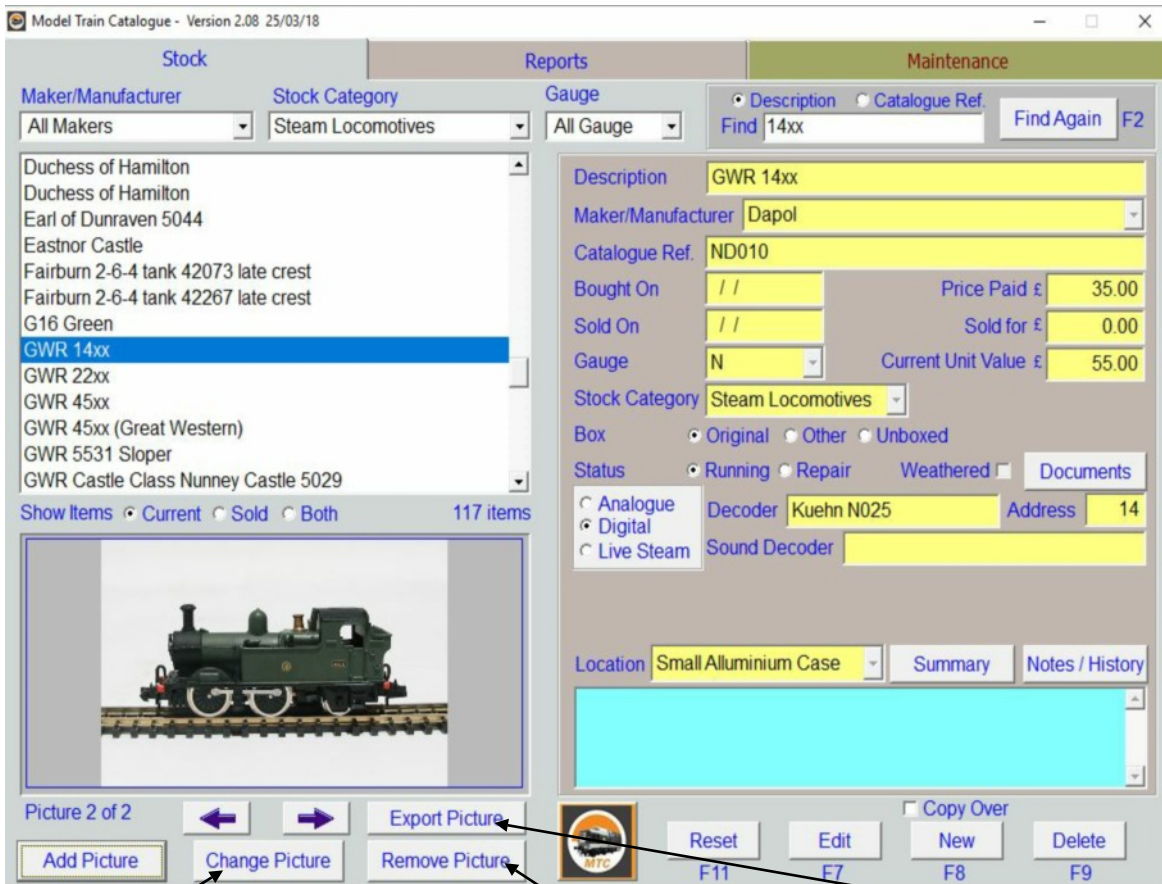 Model Train Catalogue - Version 2.08 25/03/18
Stock
Reports
Maintenance
Maker/Manufacturer
Stock Category
Gauge
All Makers
Steam Locomotives
All Gauge
Description
Catalogue Ref.
Find
14xx
Find Again
F2
Duchess of Hamilton
Duchess of Hamilton
Earl of Dunraven 5044
Eastnor Castle
Fairburn 2-6-4 tank 42073 late crest
Fairburn 2-6-4 tank 42267 late crest
G16 Green
GWR 14xx
GWR 22xx
GWR 45xx
GWR 45xx (Great Western)
GWR 5531 Sloper
GWR Castle Class Nunney Castle 5029
Show Items Current Sold Both 117 items
Picture 2 of 2
Export Picture
Add Picture
Change Picture
Remove Picture
Description GWR 14xx
Maker/Manufacturer Dapol
Catalogue Ref. ND010
Bought On / / Price Paid £ 35.00
Sold On / / Sold for £ 0.00
Gauge N Current Unit Value £ 55.00
Stock Category Steam Locomotives
Box Original Other Unboxed
Status Running Repair Weathered Documents
Analogue
Digital
Live Steam
Decoder Kuehn N025 Address 14
Sound Decoder
Location Small Alluminium Case Summary Notes / History
MTC
Copy Over
Reset Edit New Delete
F11 F7 F8 F9